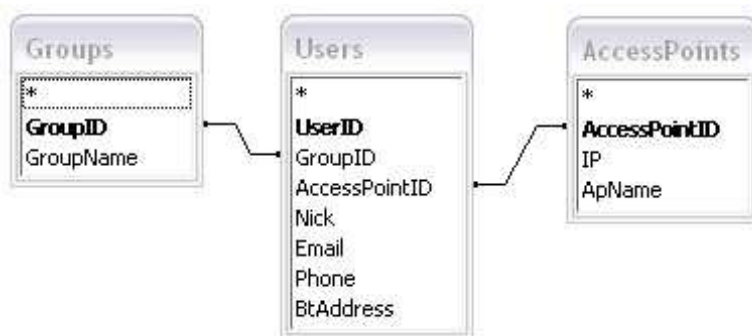 Groups
*
GroupID
GroupName
Users
*
UserID
GroupID
AccessPointID
Nick
Email
Phone
BtAddress
AccessPoints
*
AccessPointID
IP
ApName